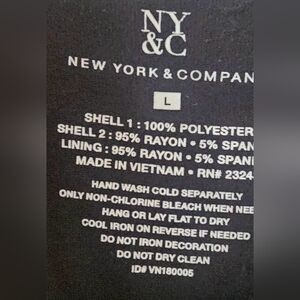 NY
&C
NEW YORK & COMPAN
L
SHELL 1 : 100% POLYESTER
SHELL 2 : 95% RAYON • 5% SPAN
LINING : 95% RAYON • 5% SPAN
MADE IN VIETNAM • RN# 2324
HAND WASH COLD SEPARATELY
ONLY NON-CHLORINE BLEACH WHEN NEE
HANG OR LAY FLAT TO DRY
COOL IRON ON REVERSE IF NEEDED
DO NOT IRON DECORATION
DO NOT DRY CLEAN
ID# VN180005